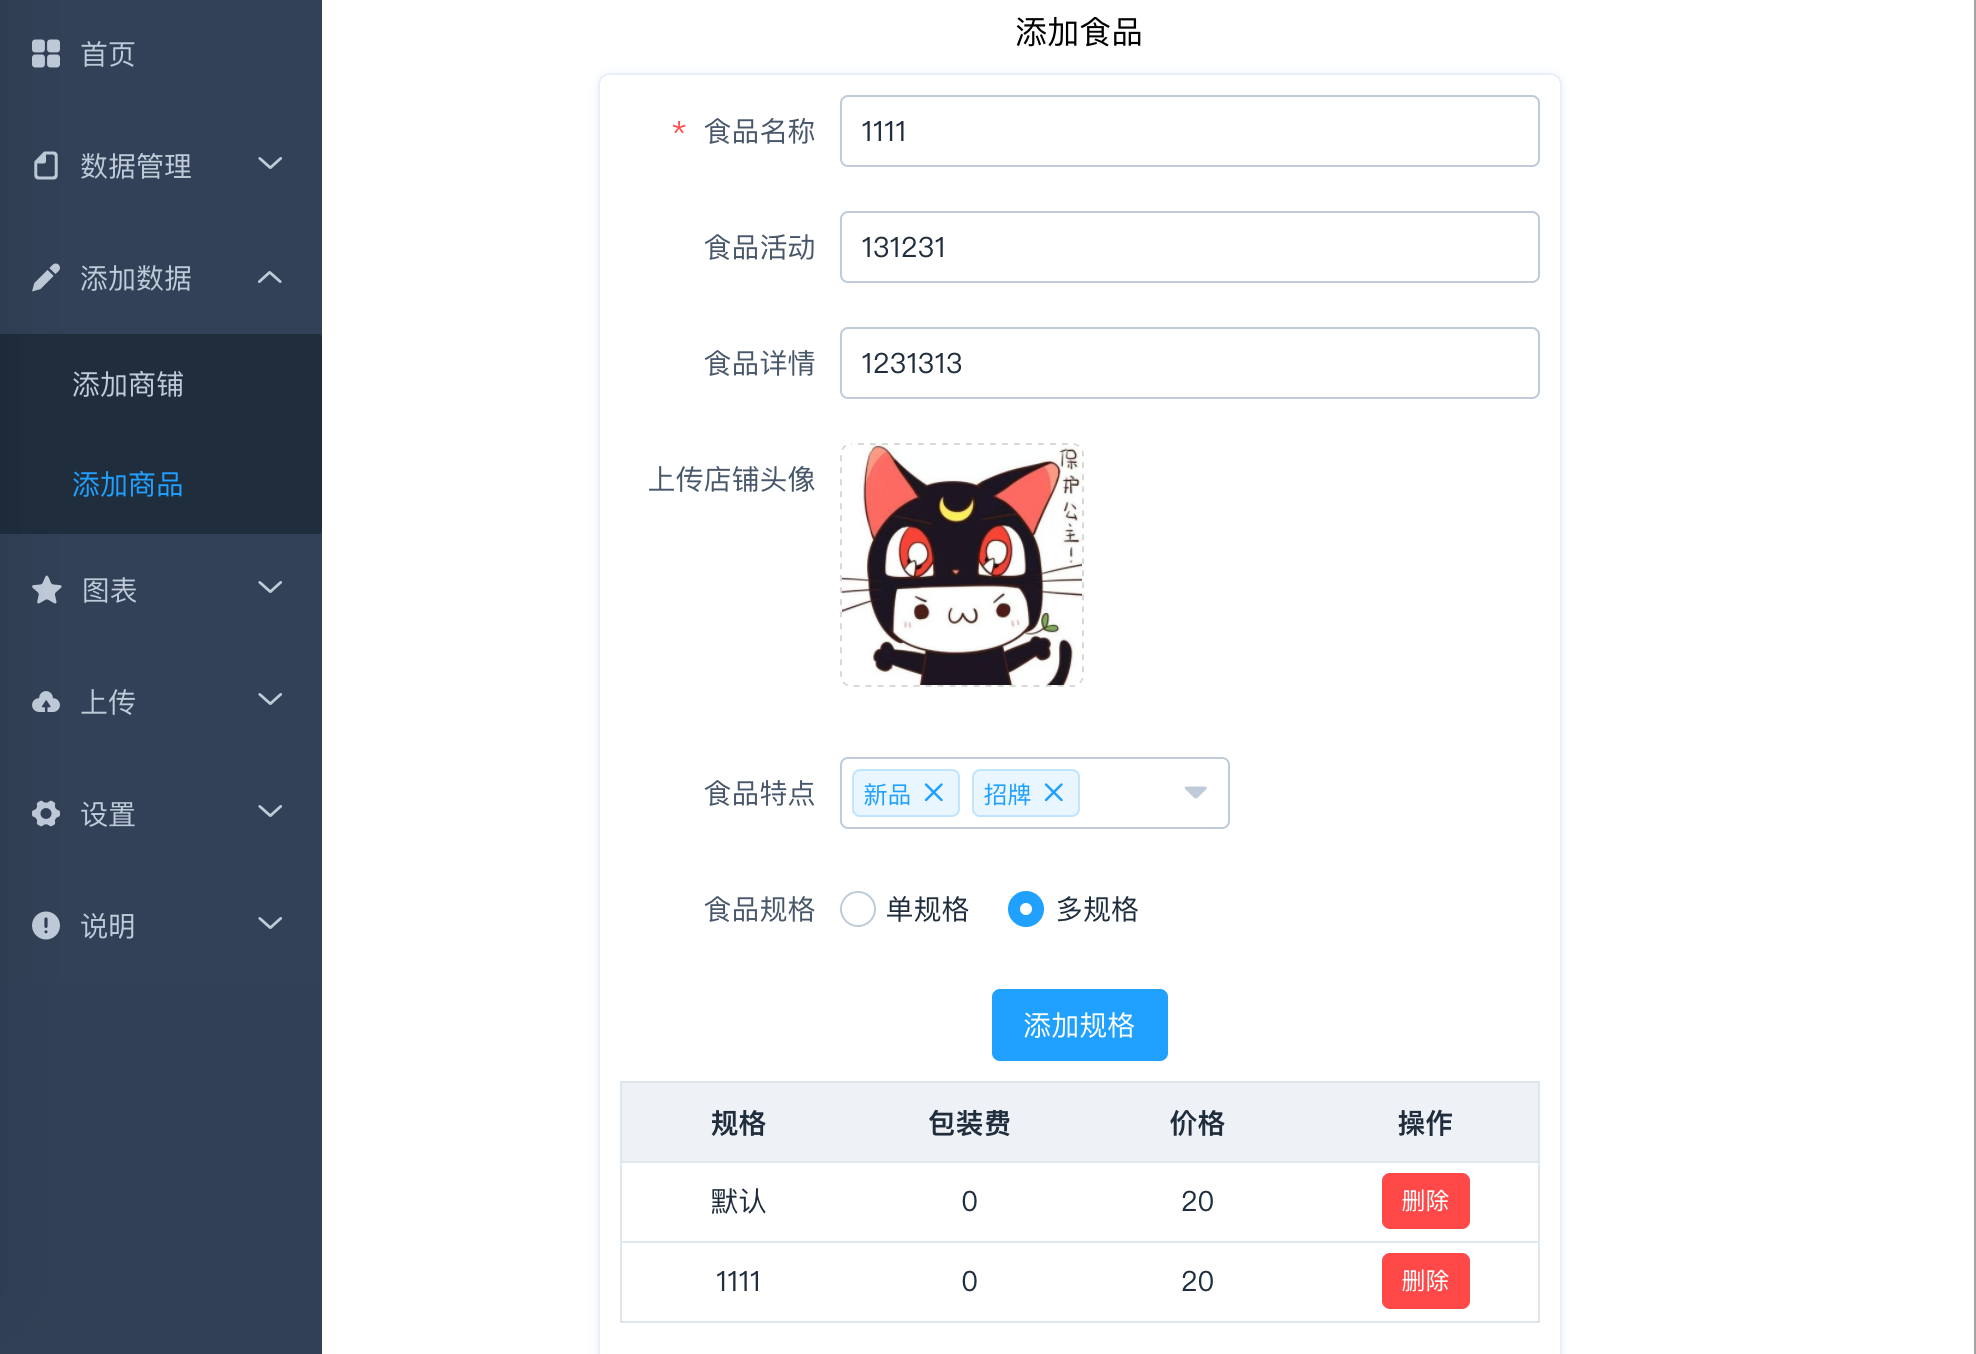 首页
数据管理
添加数据
添加商铺
添加商品
图表
上传
设置
说明
添加食品
* 食品名称 1111
食品活动 131231
食品详情 1231313
上传店铺头像
保护公主!
食品特点 新品 招牌
食品规格 单规格 多规格
添加规格
规格 包装费 价格 操作
默认 0 20 删除
1111 0 20 删除